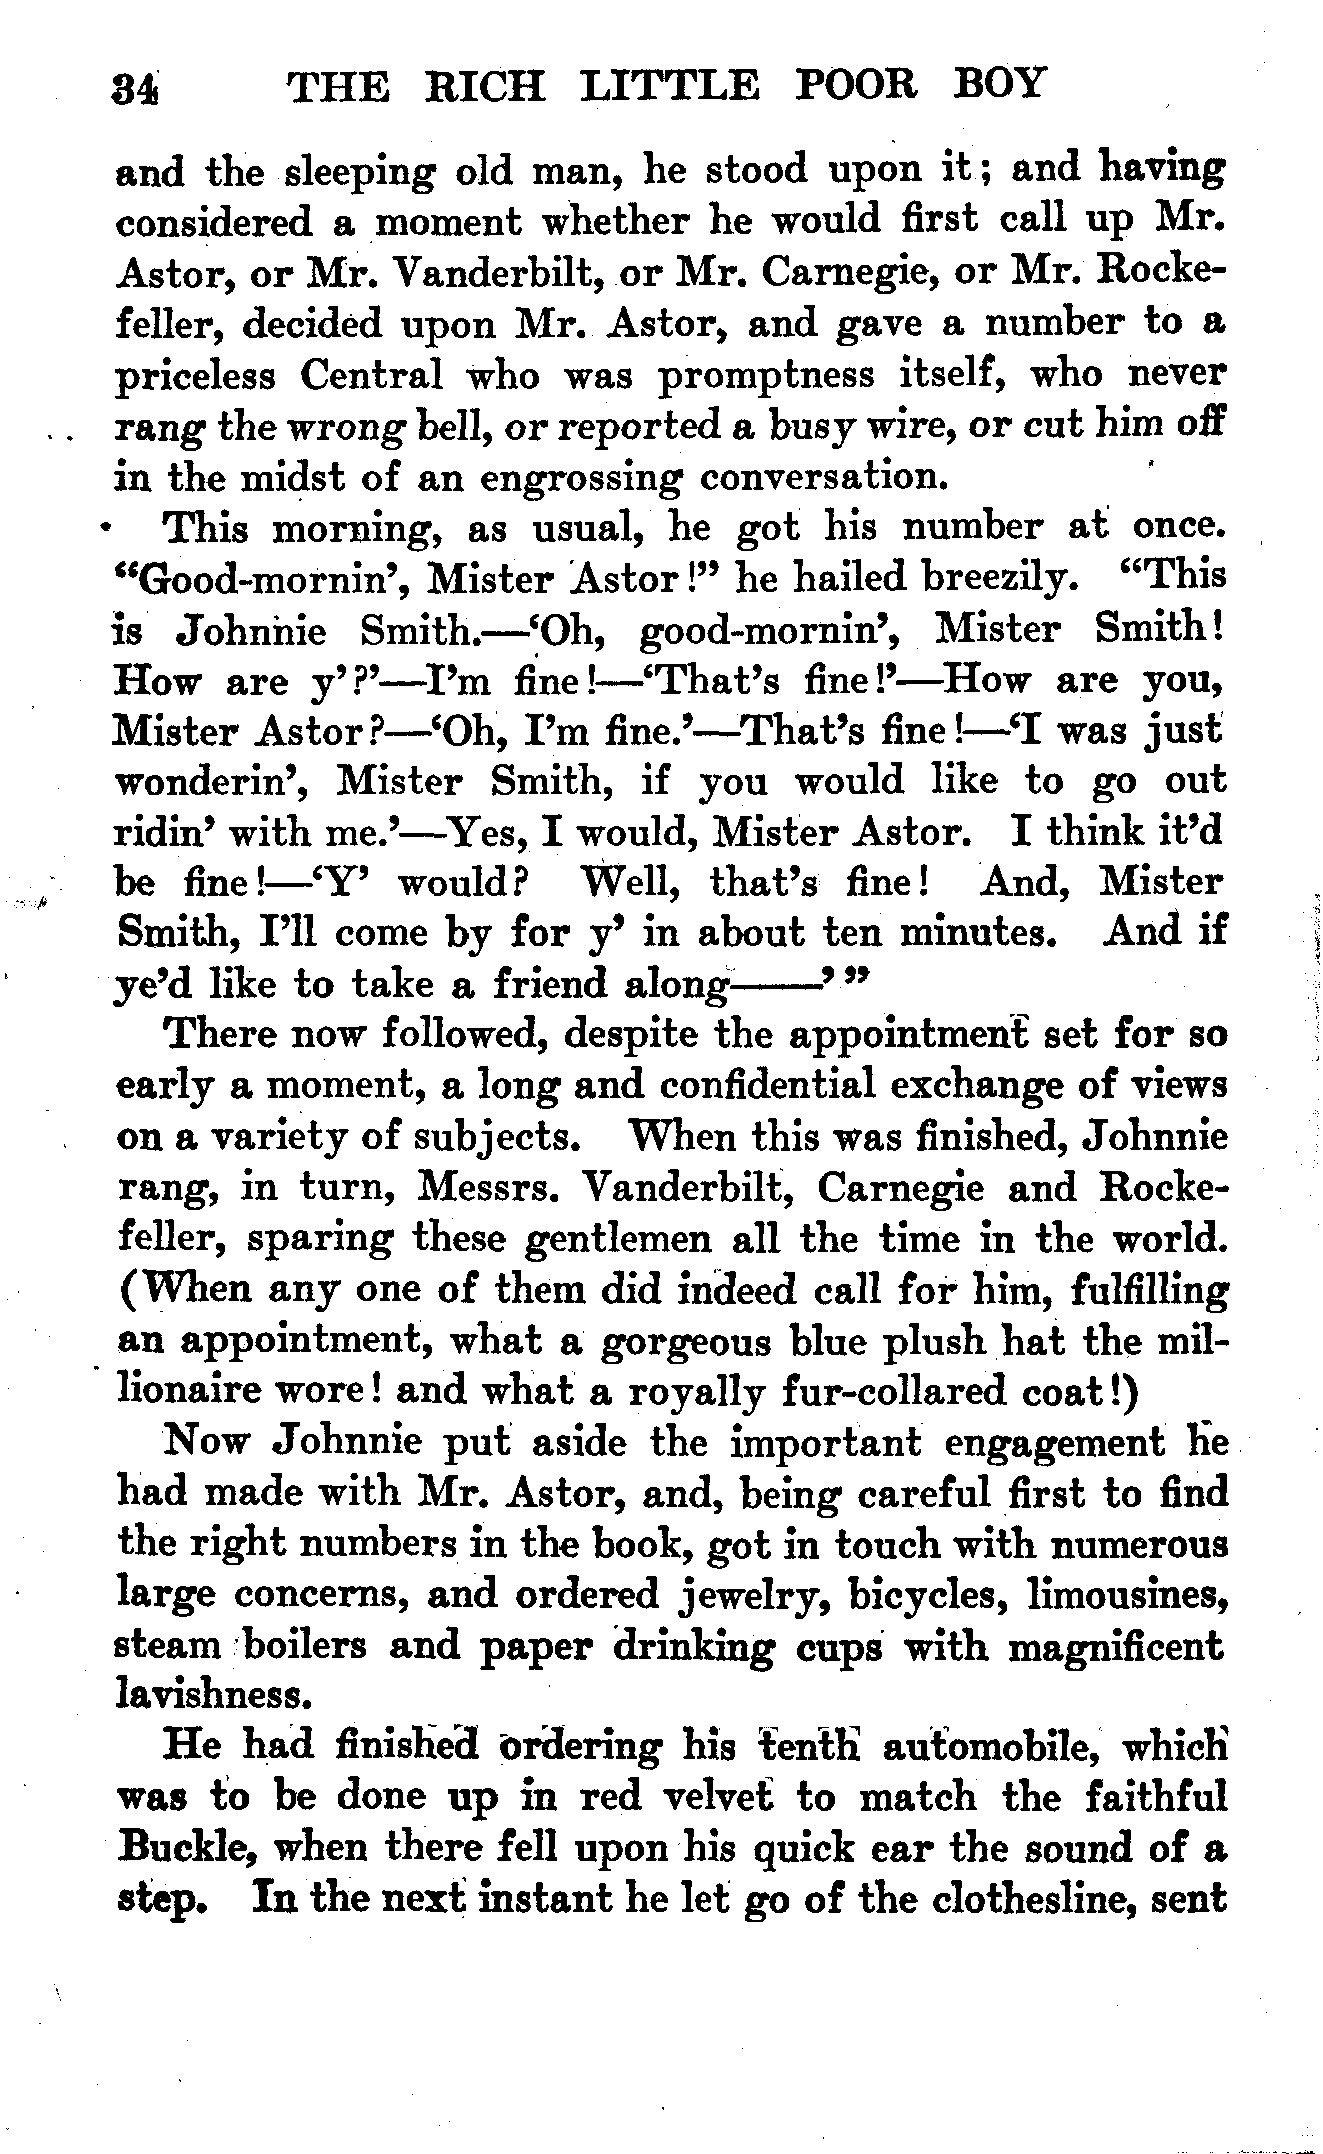 34 THE RICH LITTLE POOR BOY
and the sleeping old man, he stood upon it; and having
considered a moment whether he would first call up Mr.
Astor, or Mr. Vanderbilt, or Mr. Carnegie, or Mr. Rocke-
feller, decided upon Mr. Astor, and gave a number to a
priceless Central who was promptness itself, who never
rang the wrong bell, or reported a busy wire, or cut him off
in the midst of an engrossing conversation.
This morning, as usual, he got his number at once.
“Good-mornin’, Mister Astor!” he hailed breezily. “This
is Johnnie Smith.—‘Oh, good-mornin’, Mister Smith!
How are y’?’—I’m fine!—‘That’s fine!’—How are you,
Mister Astor?—‘Oh, I’m fine.’—That’s fine!—‘I was just
wonderin’, Mister Smith, if you would like to go out
ridin’ with me.’—Yes, I would, Mister Astor. I think it’d
be fine!—‘Y’ would? Well, that’s fine! And, Mister
Smith, I’ll come by for y’ in about ten minutes. And if
ye’d like to take a friend along——’ ”
There now followed, despite the appointment set for so
early a moment, a long and confidential exchange of views
on a variety of subjects. When this was finished, Johnnie
rang, in turn, Messrs. Vanderbilt, Carnegie and Rocke-
feller, sparing these gentlemen all the time in the world.
(When any one of them did indeed call for him, fulfilling
an appointment, what a gorgeous blue plush hat the mil-
lionaire wore! and what a royally fur-collared coat!)
Now Johnnie put aside the important engagement he
had made with Mr. Astor, and, being careful first to find
the right numbers in the book, got in touch with numerous
large concerns, and ordered jewelry, bicycles, limousines,
steam boilers and paper drinking cups with magnificent
lavishness.
He had finished ordering his tenth automobile, which
was to be done up in red velvet to match the faithful
Buckle, when there fell upon his quick ear the sound of a
step. In the next instant he let go of the clothesline, sent